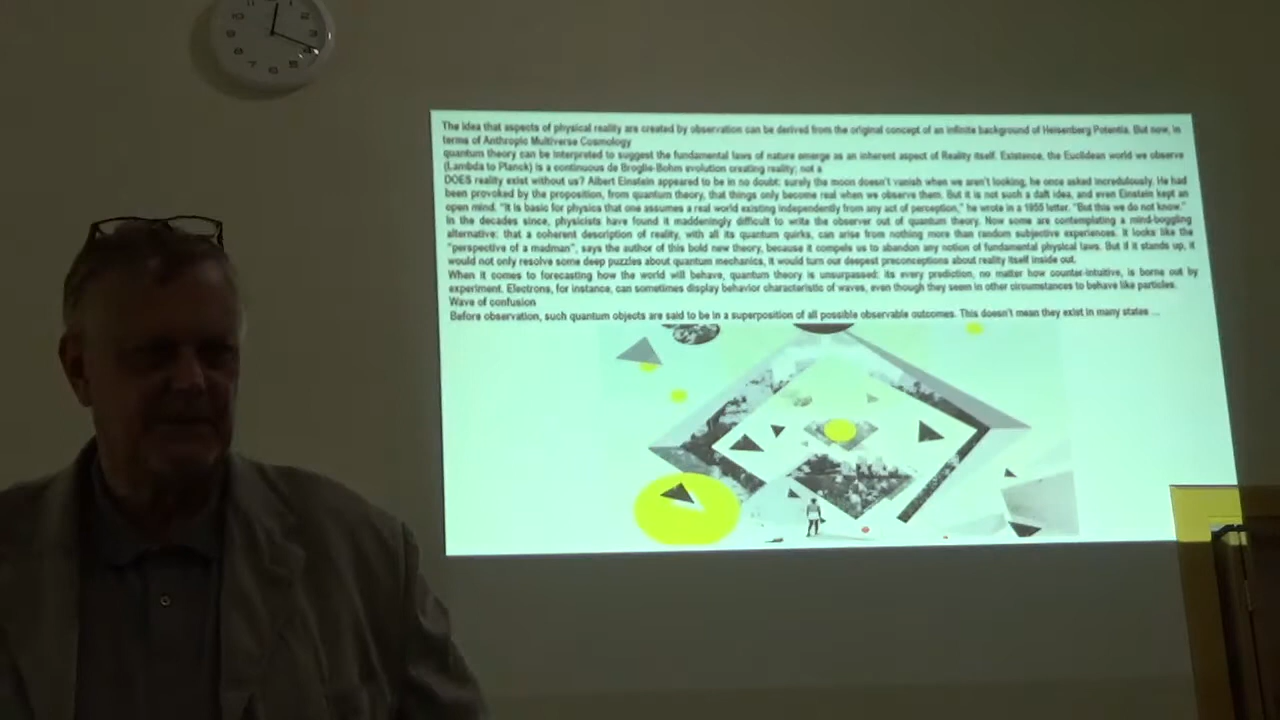 The idea that aspects of physical reality are created by observation can be derived from the original concept of an infinite background of Heisenberg Potentia. But now, in
terms of Anthropic Multiverse Cosmology
quantum theory can be interpreted to suggest the fundamental laws of nature emerge as an inherent aspect of Reality itself. Existence, the Euclidean world we observe
(Lambda to Planck) is a continuous de Broglie-Bohm evolution creating reality; not a
DOES reality exist without us? Albert Einstein appeared to be in no doubt: surely the moon doesn't vanish when we aren't looking, he once asked incredulously. He had
been provoked by the proposition, from quantum theory, that things only become real when we observe them. But it is not such a daft idea, and even Einstein kept an
open mind. "It is basic for physics that one assumes a real world existing independently from any act of perception," he wrote in a 1955 letter. "But this we do not know."
In the decades since, physicists have found it maddeningly difficult to write the observer out of quantum theory. Now some are contemplating a mind-boggling
alternative: that a coherent description of reality, with all its quantum quirks, can arise from nothing more than random subjective experiences. It looks like the
"perspective of a madman", says the author of this bold new theory, because it compels us to abandon any notion of fundamental physical laws. But if it stands up, it
would not only resolve some deep puzzles about quantum mechanics, it would turn our deepest preconceptions about reality itself inside out.
When it comes to forecasting how the world will behave, quantum theory is unsurpassed: its every prediction, no matter how counter-intuitive, is borne out by
experiment. Electrons, for instance, can sometimes display behavior characteristic of waves, even though they seem in other circumstances to behave like particles.
Wave of confusion
Before observation, such quantum objects are said to be in a superposition of all possible observable outcomes. This doesn't mean they exist in many states ...